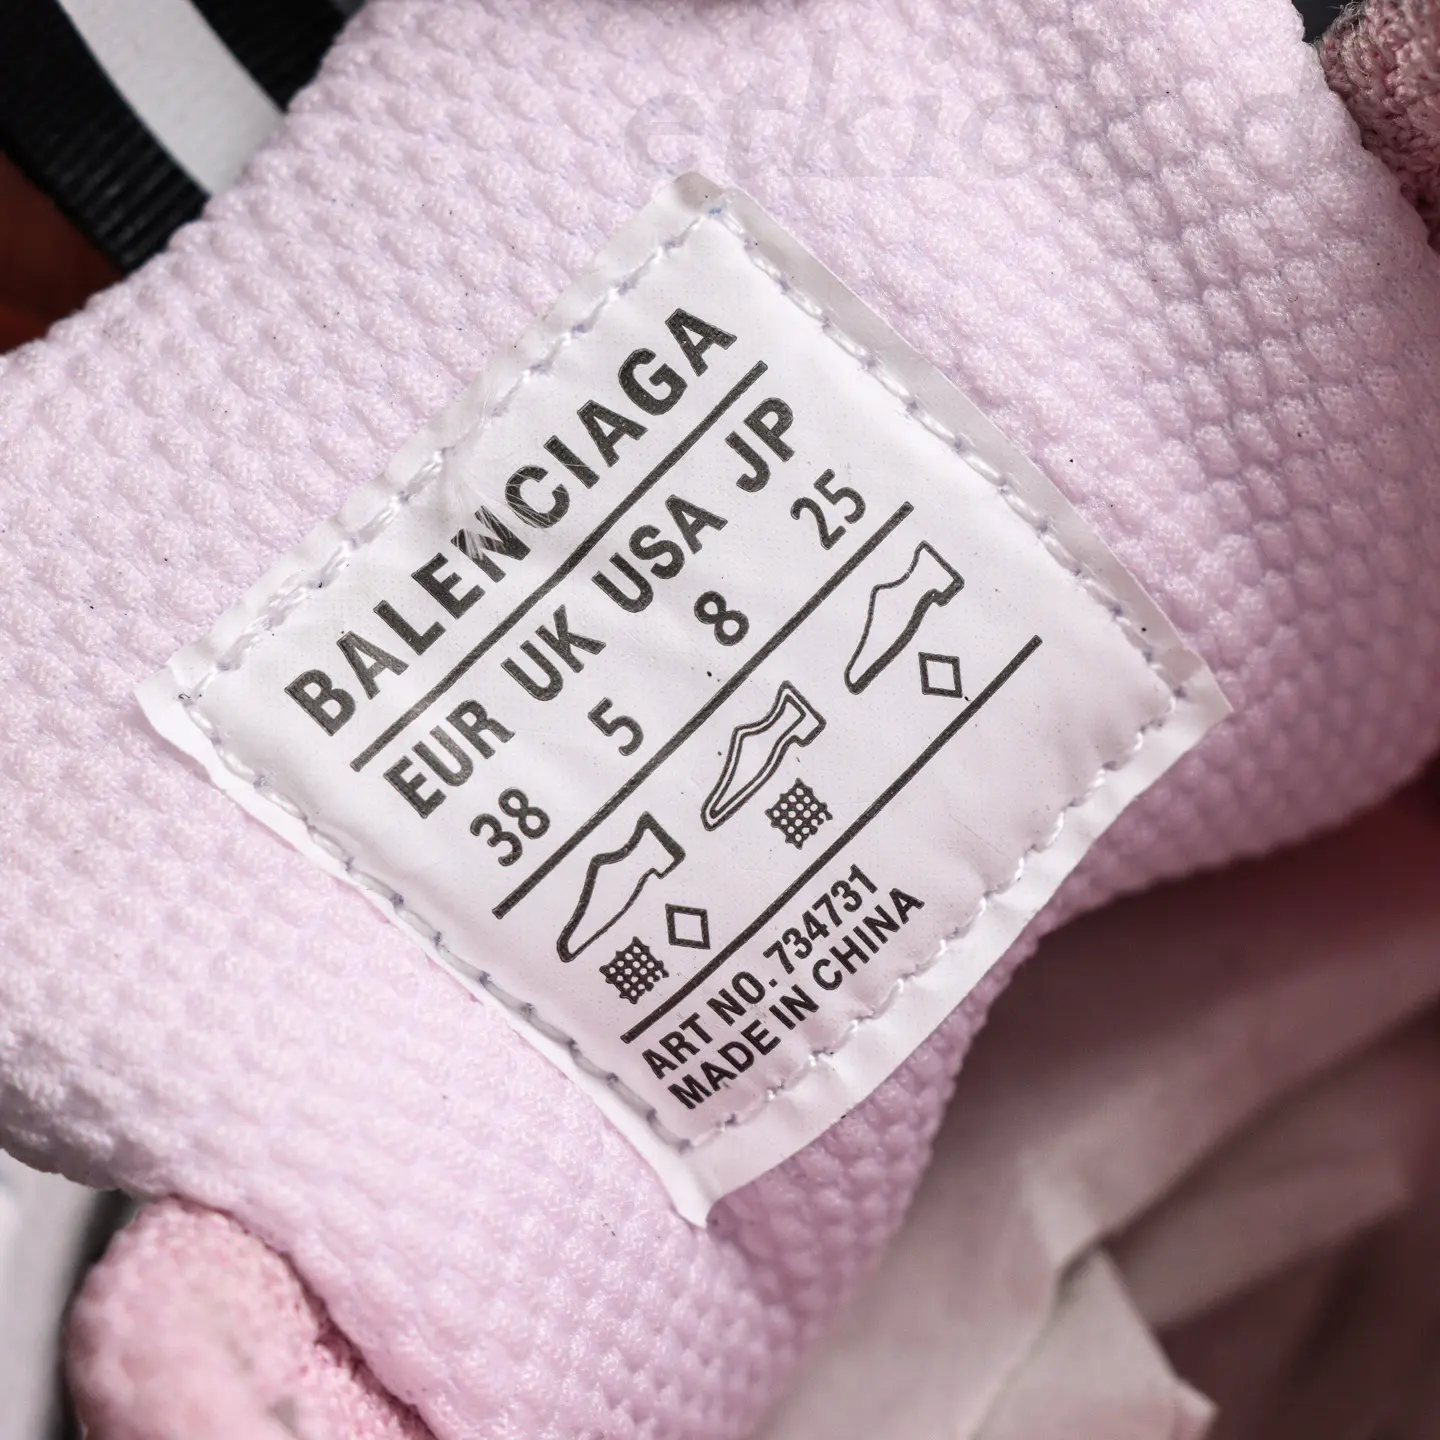 BALENCIAGA
EUR UK USA JP
38 5 8 25
ART NO. 734731
MADE IN CHINA